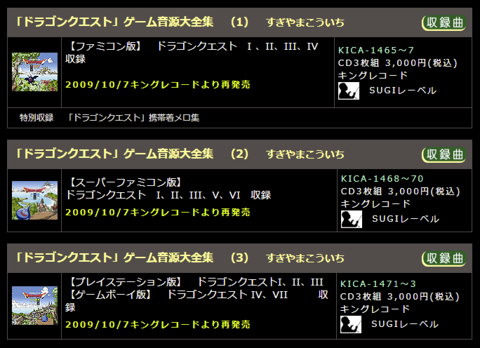 「ドラゴンクエスト」ゲーム音源大全集 （1） すぎやまこういち
収録曲
【ファミコン版】 ドラゴンクエスト Ⅰ、II、III、IV
収録
2009/10/7キングレコードより再発売
KICA-1465～7
CD3枚組 3,000円(税込)
キングレコード
SUGIレーベル
特別収録 「ドラゴンクエスト」携帯着メロ集
「ドラゴンクエスト」ゲーム音源大全集 （2） すぎやまこういち
収録曲
【スーパーファミコン版】
ドラゴンクエスト I、II、III、V、VI 収録
2009/10/7キングレコードより再発売
KICA-1468～70
CD3枚組 3,000円(税込)
キングレコード
SUGIレーベル
「ドラゴンクエスト」ゲーム音源大全集 （3） すぎやまこういち
収録曲
【プレイステーション版】 ドラゴンクエストI、II、III
【ゲームボーイ版】 ドラゴンクエスト IV、VII 収
録
2009/10/7キングレコードより再発売
KICA-1471～3
CD3枚組 3,000円(税込)
キングレコード
SUGIレーベル